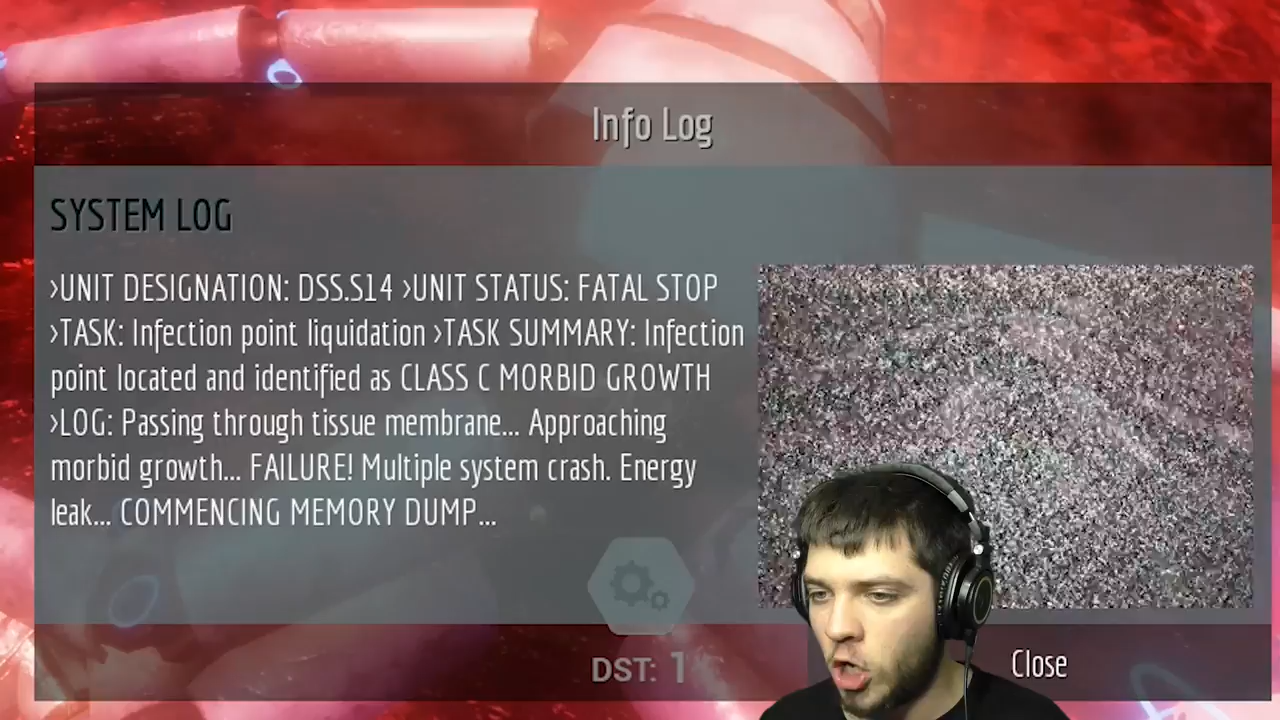 Info Log
SYSTEM LOG
›UNIT DESIGNATION: DSS.S14 ›UNIT STATUS: FATAL STOP
›TASK: Infection point liquidation ›TASK SUMMARY: Infection
point located and identified as CLASS C MORBID GROWTH
›LOG: Passing through tissue membrane... Approaching
morbid growth... FAILURE! Multiple system crash. Energy
leak... COMMENCING MEMORY DUMP...
DST: 1
Close